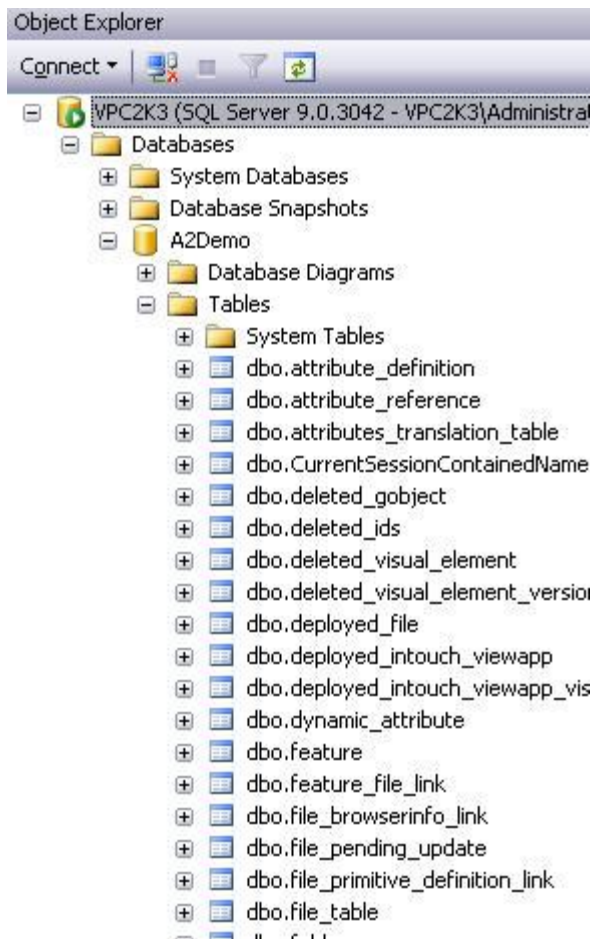 Object Explorer
Connect
VPC2K3 (SQL Server 9.0.3042 - VPC2K3\Administrat
Databases
System Databases
Database Snapshots
A2Demo
Database Diagrams
Tables
System Tables
dbo.attribute_definition
dbo.attribute_reference
dbo.attributes_translation_table
dbo.CurrentSessionContainedName
dbo.deleted_gobject
dbo.deleted_ids
dbo.deleted_visual_element
dbo.deleted_visual_element_version
dbo.deployed_file
dbo.deployed_intouch_viewapp
dbo.deployed_intouch_viewapp_vis
dbo.dynamic_attribute
dbo.feature
dbo.feature_file_link
dbo.file_browserinfo_link
dbo.file_pending_update
dbo.file_primitive_definition_link
dbo.file_table